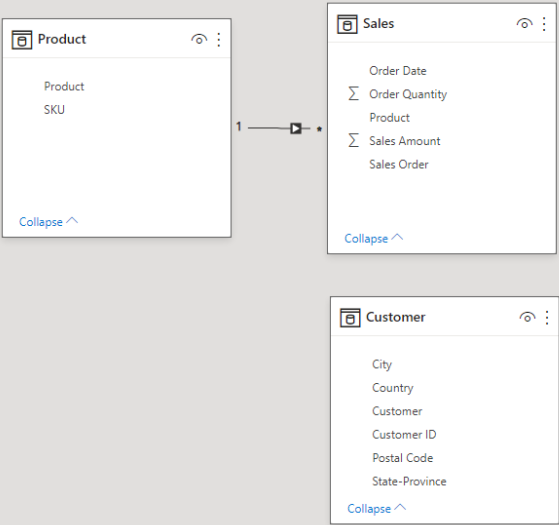 Product
Product
SKU
Collapse
1
*
Sales
Order Date
Σ Order Quantity
Product
Σ Sales Amount
Sales Order
Collapse
Customer
City
Country
Customer
Customer ID
Postal Code
State-Province
Collapse